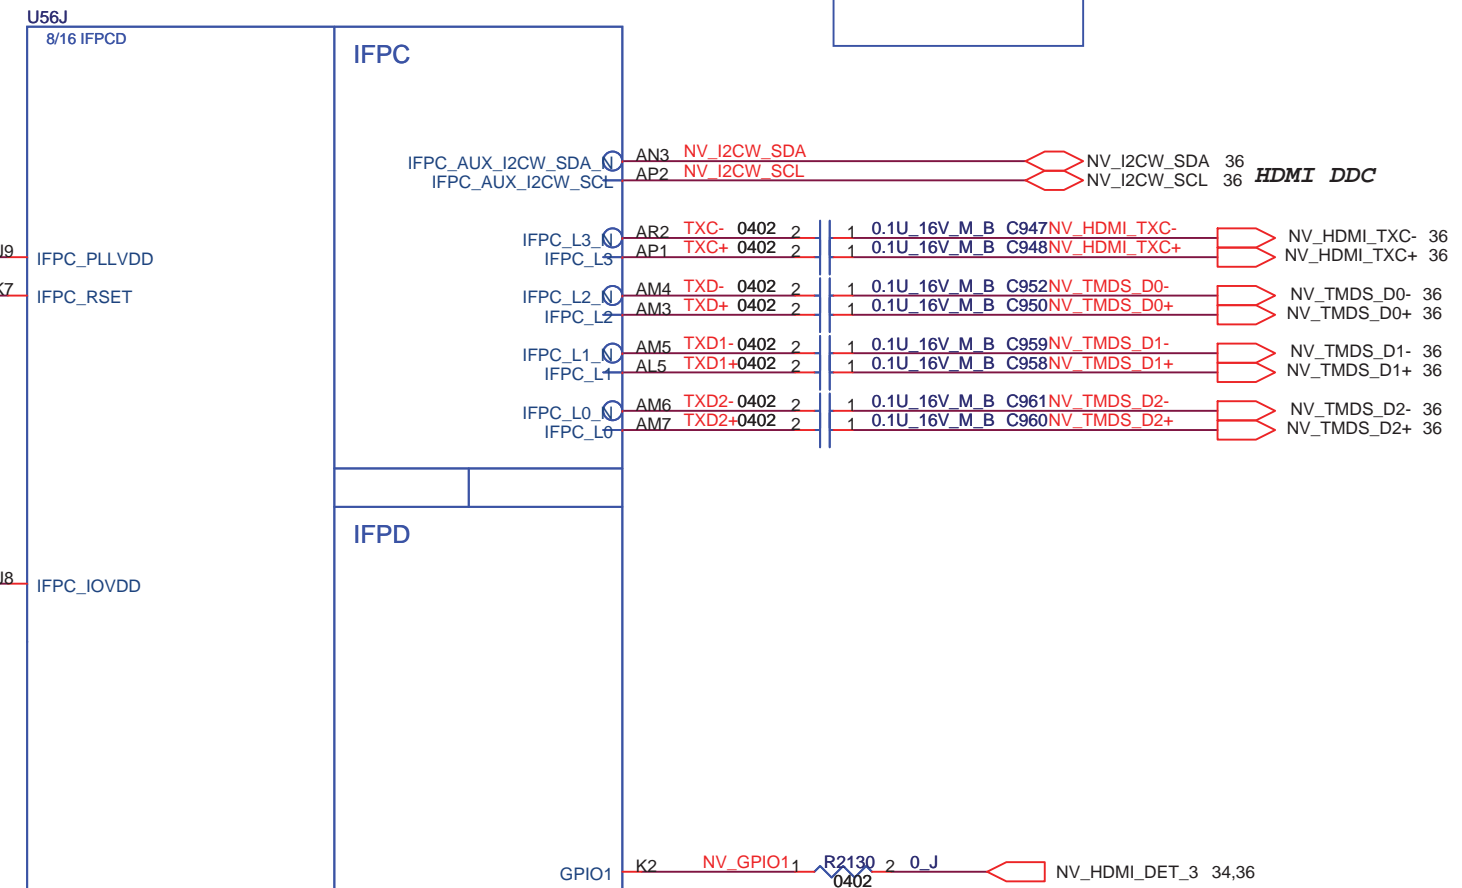 U56J
8/16 IFPCD
IFPC
IFPC_AUX_I2CW_SDA_N AN3 NV_I2CW_SDA NV_I2CW_SDA 36
IFPC_AUX_I2CW_SCL AP2 NV_I2CW_SCL NV_I2CW_SCL 36 HDMI DDC
IFPC_L3_N AR2 TXC- 0402 2 1 0.1U_16V_M_B C947 NV_HDMI_TXC- NV_HDMI_TXC- 36
J9 IFPC_PLLVDD IFPC_L3 AP1 TXC+ 0402 2 1 0.1U_16V_M_B C948 NV_HDMI_TXC+ NV_HDMI_TXC+ 36
K7 IFPC_RSET IFPC_L2_N AM4 TXD- 0402 2 1 0.1U_16V_M_B C952 NV_TMDS_D0- NV_TMDS_D0- 36
IFPC_L2 AM3 TXD+ 0402 2 1 0.1U_16V_M_B C950 NV_TMDS_D0+ NV_TMDS_D0+ 36
IFPC_L1_N AM5 TXD1- 0402 2 1 0.1U_16V_M_B C959 NV_TMDS_D1- NV_TMDS_D1- 36
IFPC_L1 AL5 TXD1+ 0402 2 1 0.1U_16V_M_B C958 NV_TMDS_D1+ NV_TMDS_D1+ 36
IFPC_L0_N AM6 TXD2- 0402 2 1 0.1U_16V_M_B C961 NV_TMDS_D2- NV_TMDS_D2- 36
IFPC_L0 AM7 TXD2+ 0402 2 1 0.1U_16V_M_B C960 NV_TMDS_D2+ NV_TMDS_D2+ 36
IFPD
J8 IFPC_IOVDD
GPIO1 K2 NV_GPIO1 1 R2130 2 0_J NV_HDMI_DET_3 34,36
0402